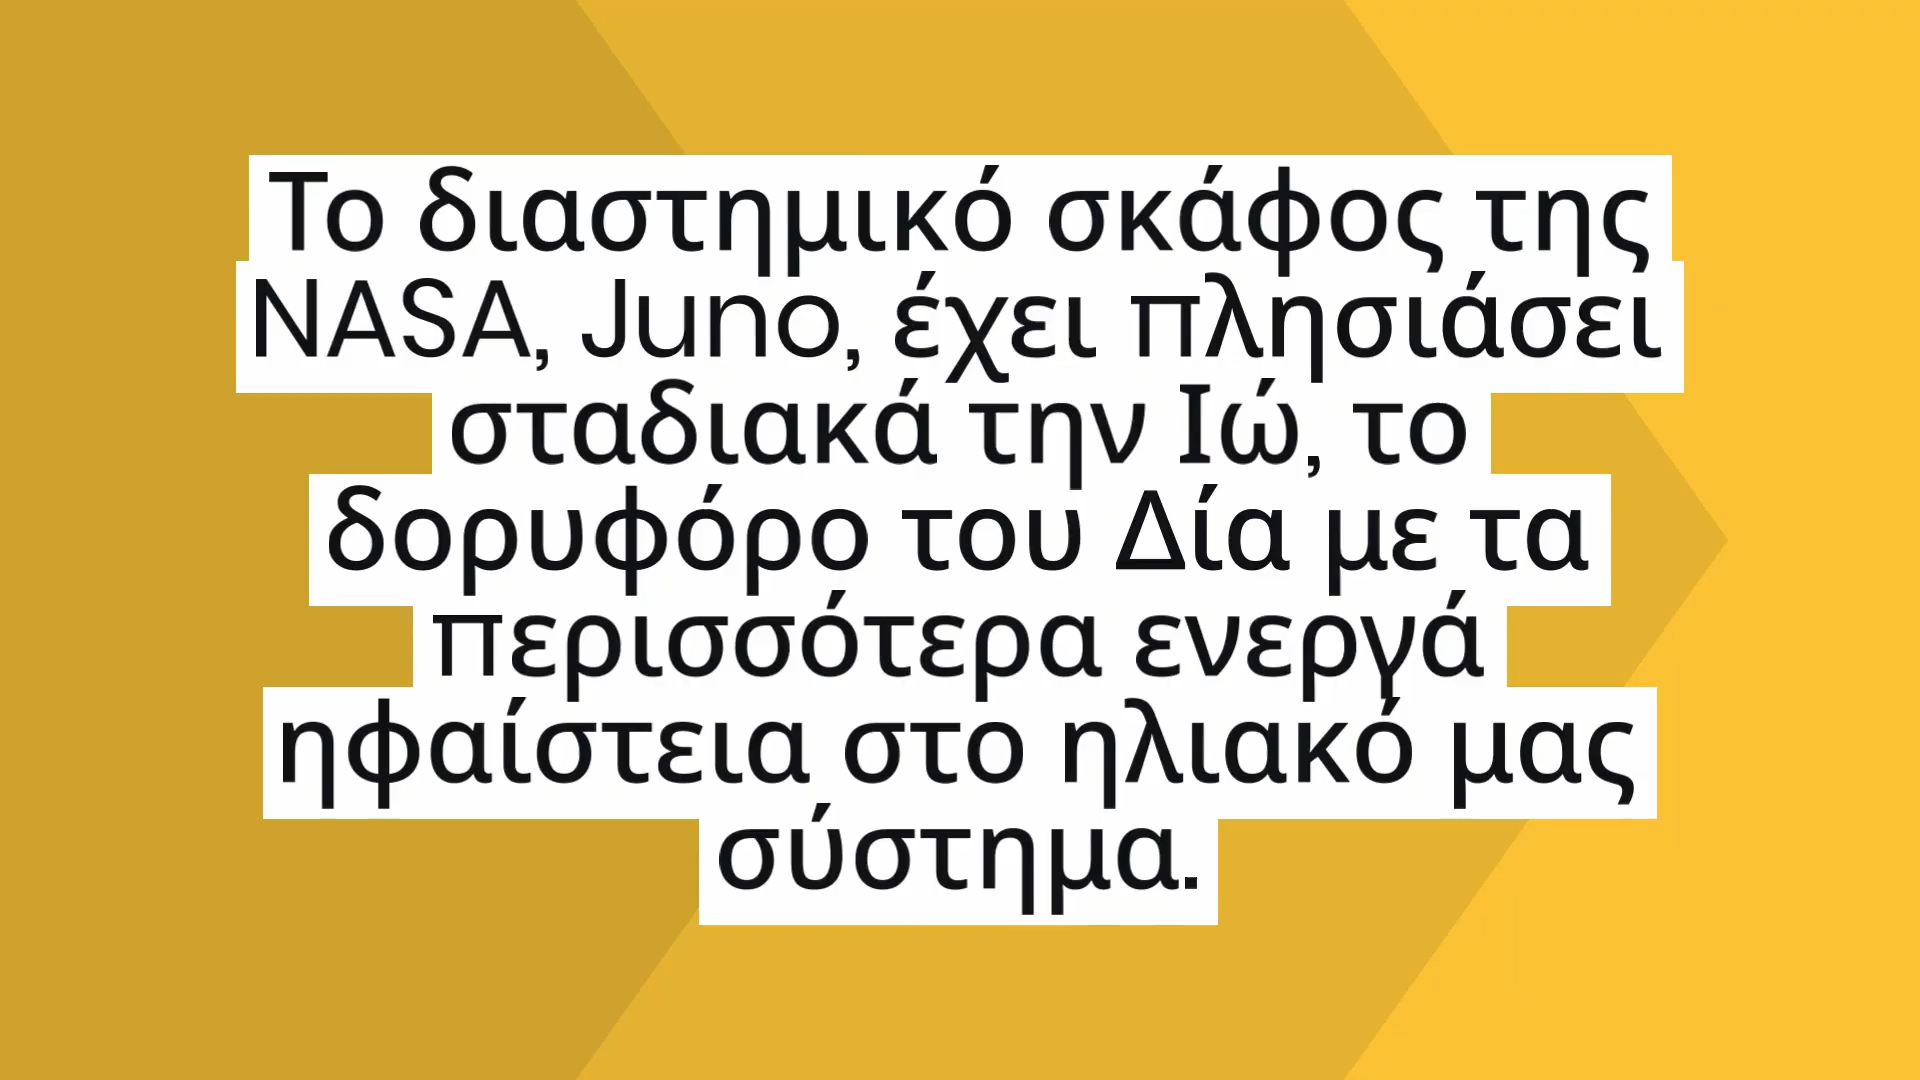 Το διαστημικό σκάφος της
NASA, Juno, έχει πλησιάσει
σταδιακά την Ιώ, το
δορυφόρο του Δία με τα
περισσότερα ενεργά
ηφαίστεια στο ηλιακό μας
σύστημα.